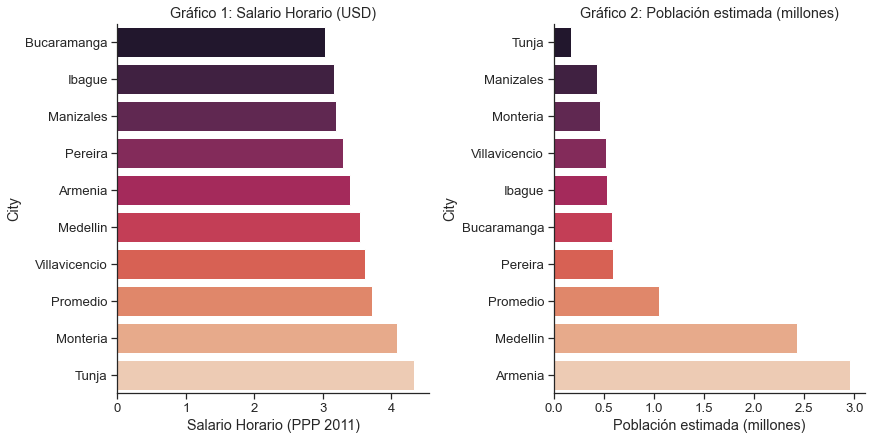 Gráfico 1: Salario Horario (USD)
City
Bucaramanga
Ibague
Manizales
Pereira
Armenia
Medellin
Villavicencio
Promedio
Monteria
Tunja
0 1 2 3 4
Salario Horario (PPP 2011)
Gráfico 2: Población estimada (millones)
City
Tunja
Manizales
Monteria
Villavicencio
Ibague
Bucaramanga
Pereira
Promedio
Medellin
Armenia
0.0 0.5 1.0 1.5 2.0 2.5 3.0
Población estimada (millones)